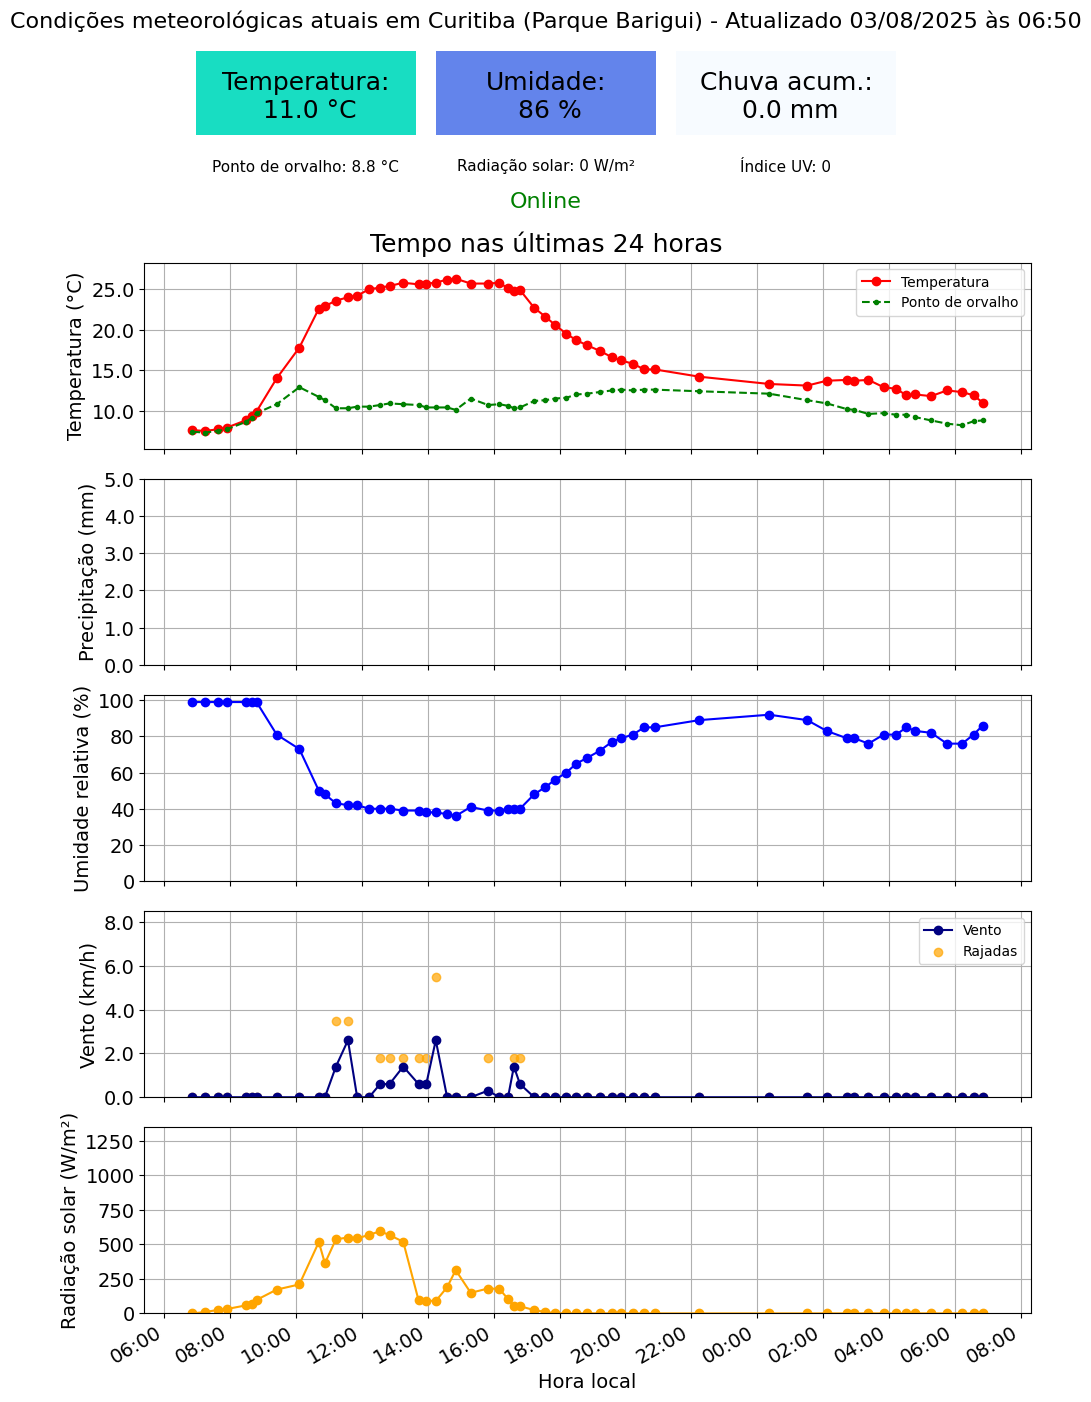 Condições meteorológicas atuais em Curitiba (Parque Barigui) - Atualizado 03/08/2025 às 06:50
Temperatura:
11.0 °C
Umidade:
86 %
Chuva acum.:
0.0 mm
Ponto de orvalho: 8.8 °C
Radiação solar: 0 W/m²
Índice UV: 0
Online
Tempo nas últimas 24 horas
Temperatura (°C)
25.0
20.0
15.0
10.0
Temperatura
Ponto de orvalho
Precipitação (mm)
5.0
4.0
3.0
2.0
1.0
0.0
Umidade relativa (%)
100
80
60
40
20
0
Vento (km/h)
8.0
6.0
4.0
2.0
0.0
Vento
Rajadas
Radiação solar (W/m²)
1250
1000
750
500
250
0
06:00
08:00
10:00
12:00
14:00
16:00
18:00
20:00
22:00
00:00
02:00
04:00
06:00
08:00
Hora local